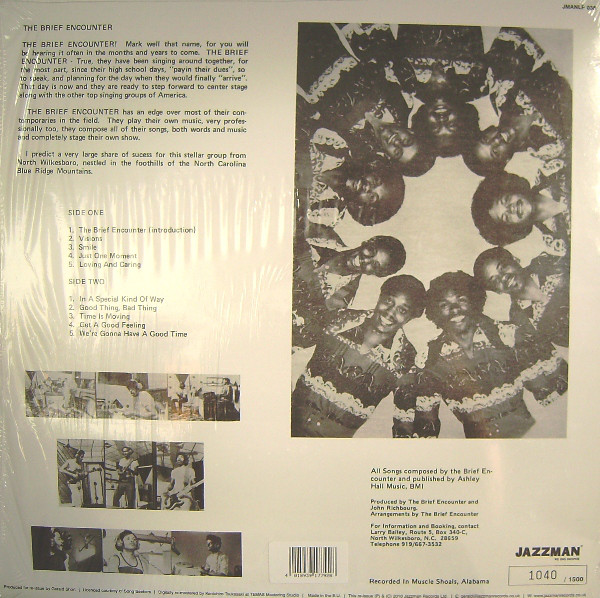 JMANLP
THE BRIEF ENCOUNTER
THE BRIEF ENCOUNTER! Mark well that name, for you will
be hearing it often in the months and years to come. THE BRIEF
ENCOUNTER - True, they have been singing around together, for
the most part, since their high school days, "payin their dues", so
to speak, and planning for the day when they would finally "arrive".
That day is now and they are ready to step forward to center stage
along with the other top singing groups of America.
THE BRIEF ENCOUNTER has an edge over most of their con-
temporaries in the field. They play their own music, very profes-
sionally too, they compose all of their songs, both words and music
and completely stage their own show.
I predict a very large share of sucess for this stellar group from
North Wilkesboro, nestled in the foothills of the North Carolina
Blue Ridge Mountains.
SIDE ONE
1. The Brief Encounter (introduction)
2. Visions
3. Smile
4. Just One Moment
5. Loving And Caring
SIDE TWO
1. In A Special Kind Of Way
2. Good Thing, Bad Thing
3. Time Is Moving
4. Got A Good Feeling
5. We're Gonna Have A Good Time
All Songs composed by the Brief En-
counter and published by Ashley
Hall Music, BMI
Produced by The Brief Encounter and
John Richbourg.
Arrangements by The Brief Encounter
For Information and Booking, contact
Larry Bailey, Route 5, Box 340-C,
North Wilkesboro, N.C. 28659
Telephone 919/667-3532
Recorded In Muscle Shoals, Alabama
JAZZMAN
1040 / 1500